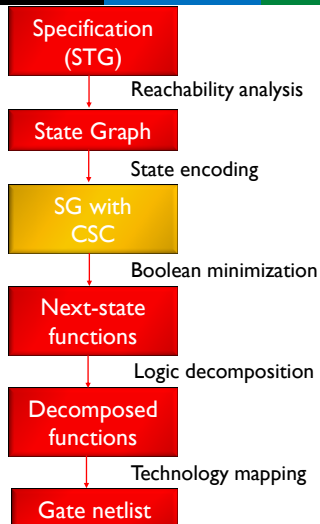 Specification
(STG)
Reachability analysis
State Graph
State encoding
SG with
CSC
Boolean minimization
Next-state
functions
Logic decomposition
Decomposed
functions
Technology mapping
Gate netlist